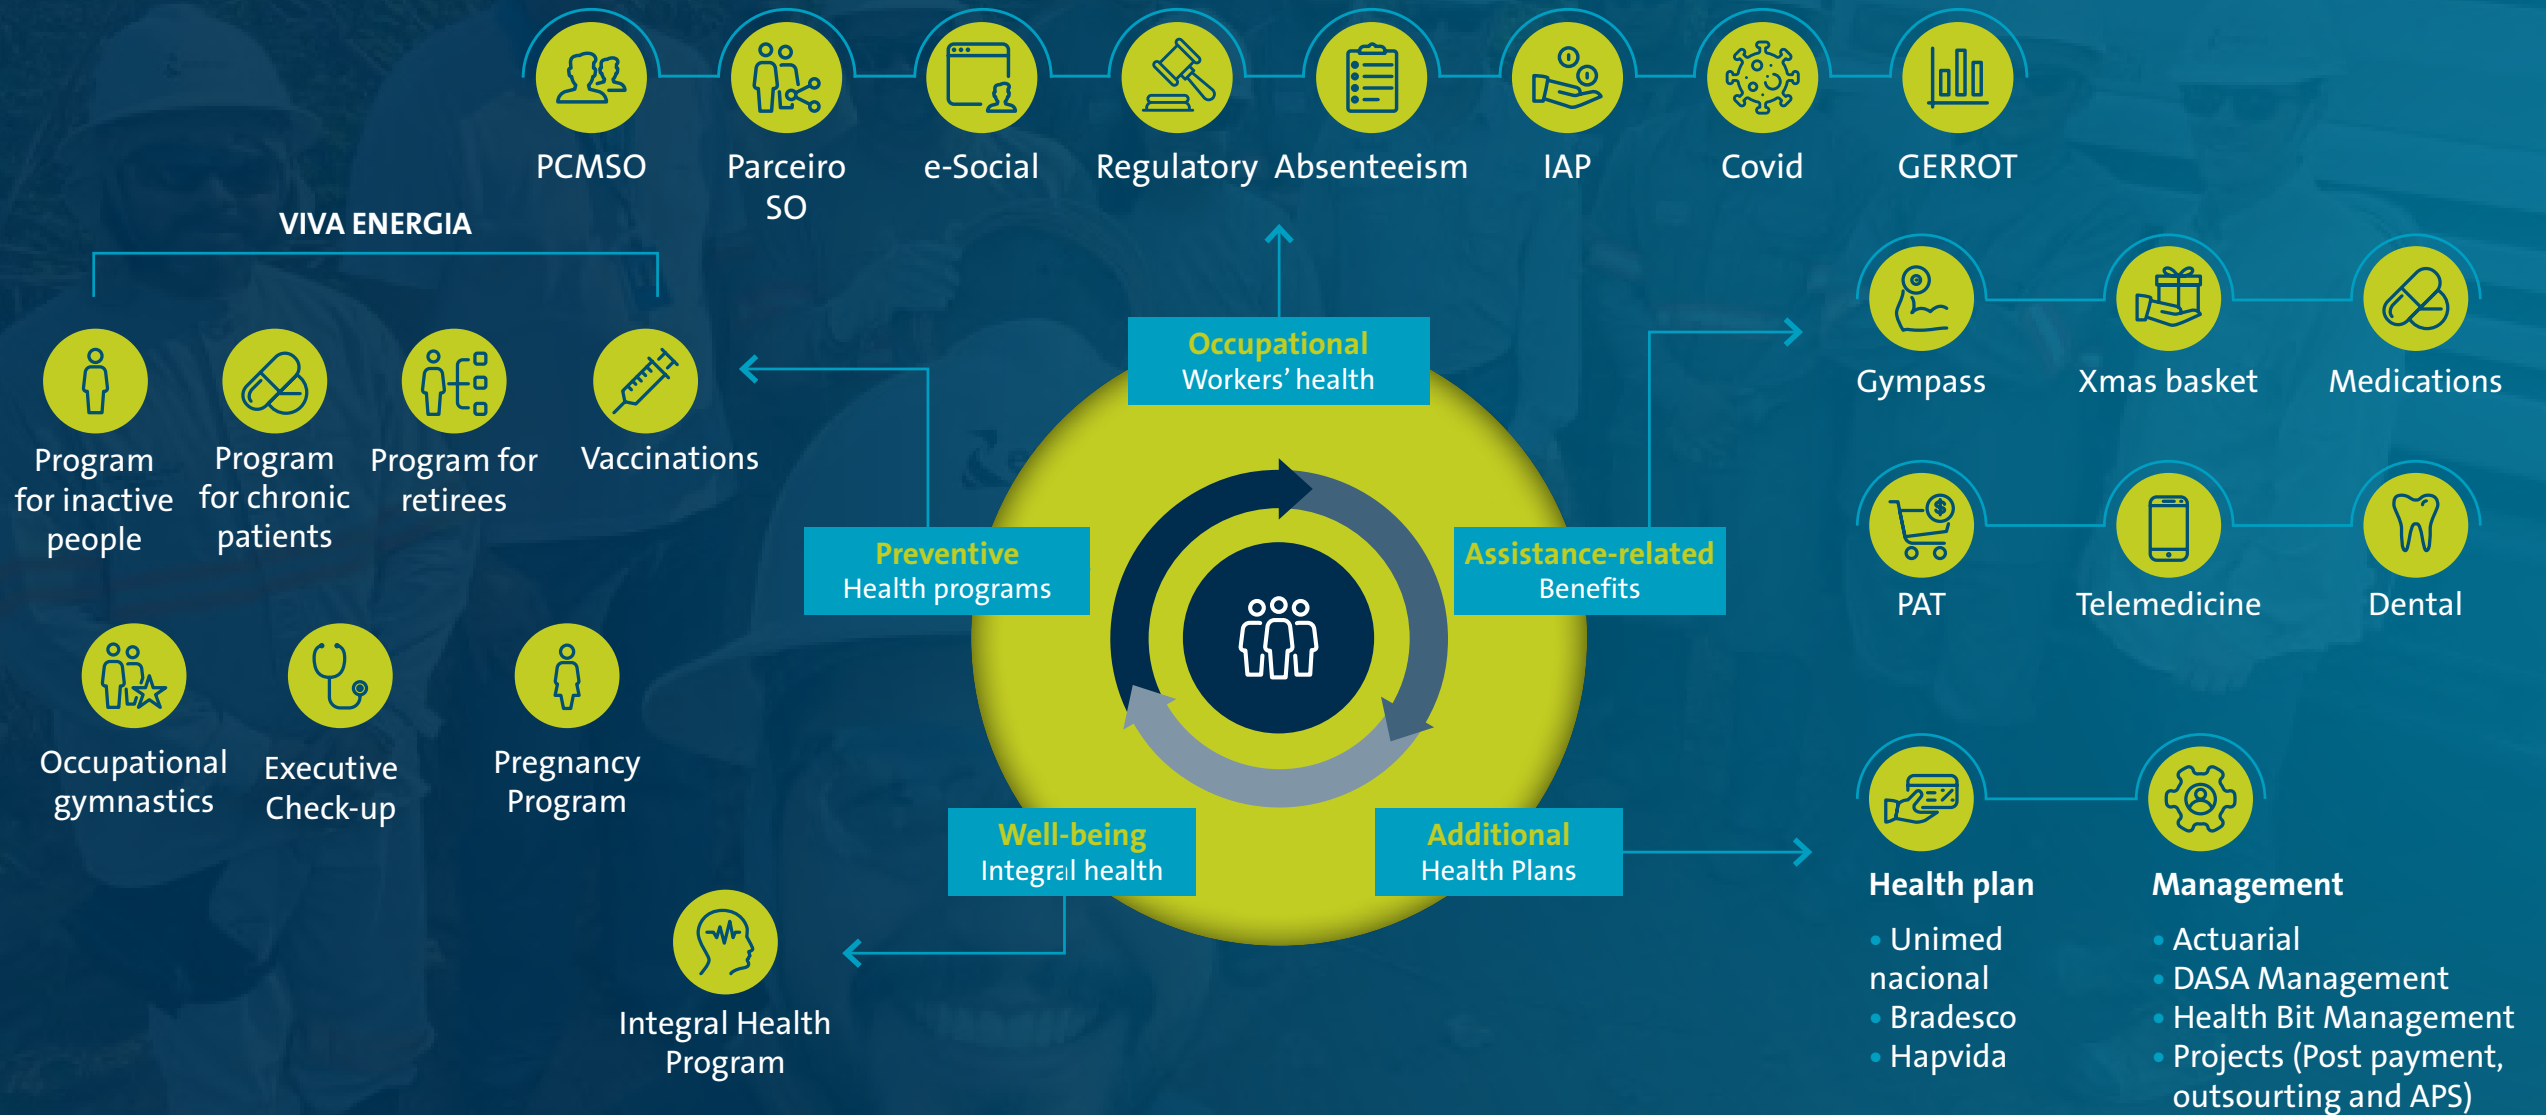 PCMSO
Parceiro
SO
e-Social
Regulatory
Absenteeism
IAP
Covid
GERROT
VIVA ENERGIA
Program
for inactive
people
Program
for chronic
patients
Program for
retirees
Vaccinations
Occupational
gymnastics
Executive
Check-up
Pregnancy
Program
Occupational
Workers’ health
Preventive
Health programs
Assistance-related
Benefits
Well-being
Integral health
Additional
Health Plans
Integral Health
Program
Gympass
Xmas basket
Medications
PAT
Telemedicine
Dental
Health plan
• Unimed
nacional
• Bradesco
• Hapvida
Management
• Actuarial
• DASA Management
• Health Bit Management
• Projects (Post payment,
outsourting and APS)